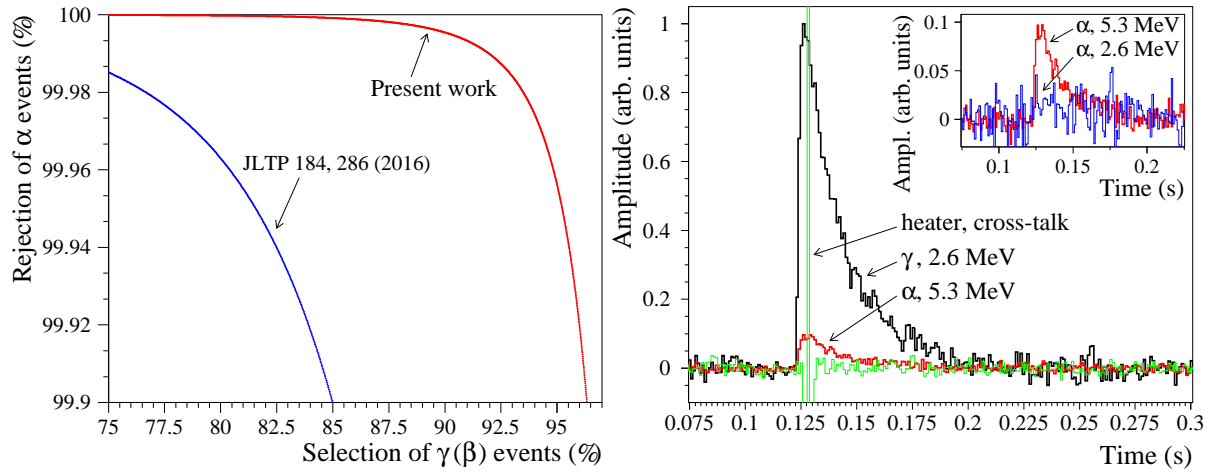 Rejection of α events (%)
100
99.98
99.96
99.94
99.92
99.9
Present work
JLTP 184, 286 (2016)
75 77.5 80 82.5 85 87.5 90 92.5 95
Selection of γ(β) events (%)
Amplitude (arb. units)
1
0.8
0.6
0.4
0.2
0
heater, cross-talk
γ, 2.6 MeV
α, 5.3 MeV
0.075 0.1 0.125 0.15 0.175 0.2 0.225 0.25 0.275 0.3
Time (s)
Ampl. (arb. units)
0.1
0.05
0
α, 5.3 MeV
α, 2.6 MeV
0.1 0.15 0.2
Time (s)